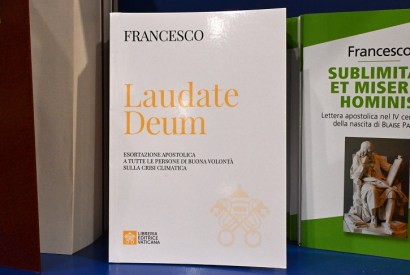 FRANCESCO
Laudate
Deum
ESORTAZIONE APOSTOLICA
A TUTTE LE PERSONE DI BUONA VOLONTÀ
SULLA CRISI CLIMATICA
LIBRERIA
EDITRICE
VATICANA
Francesco
SUBLIMITA
ET MISER
HOMINIS
Lettera apostolica nel IV cen
della nascita di BLAISE PA